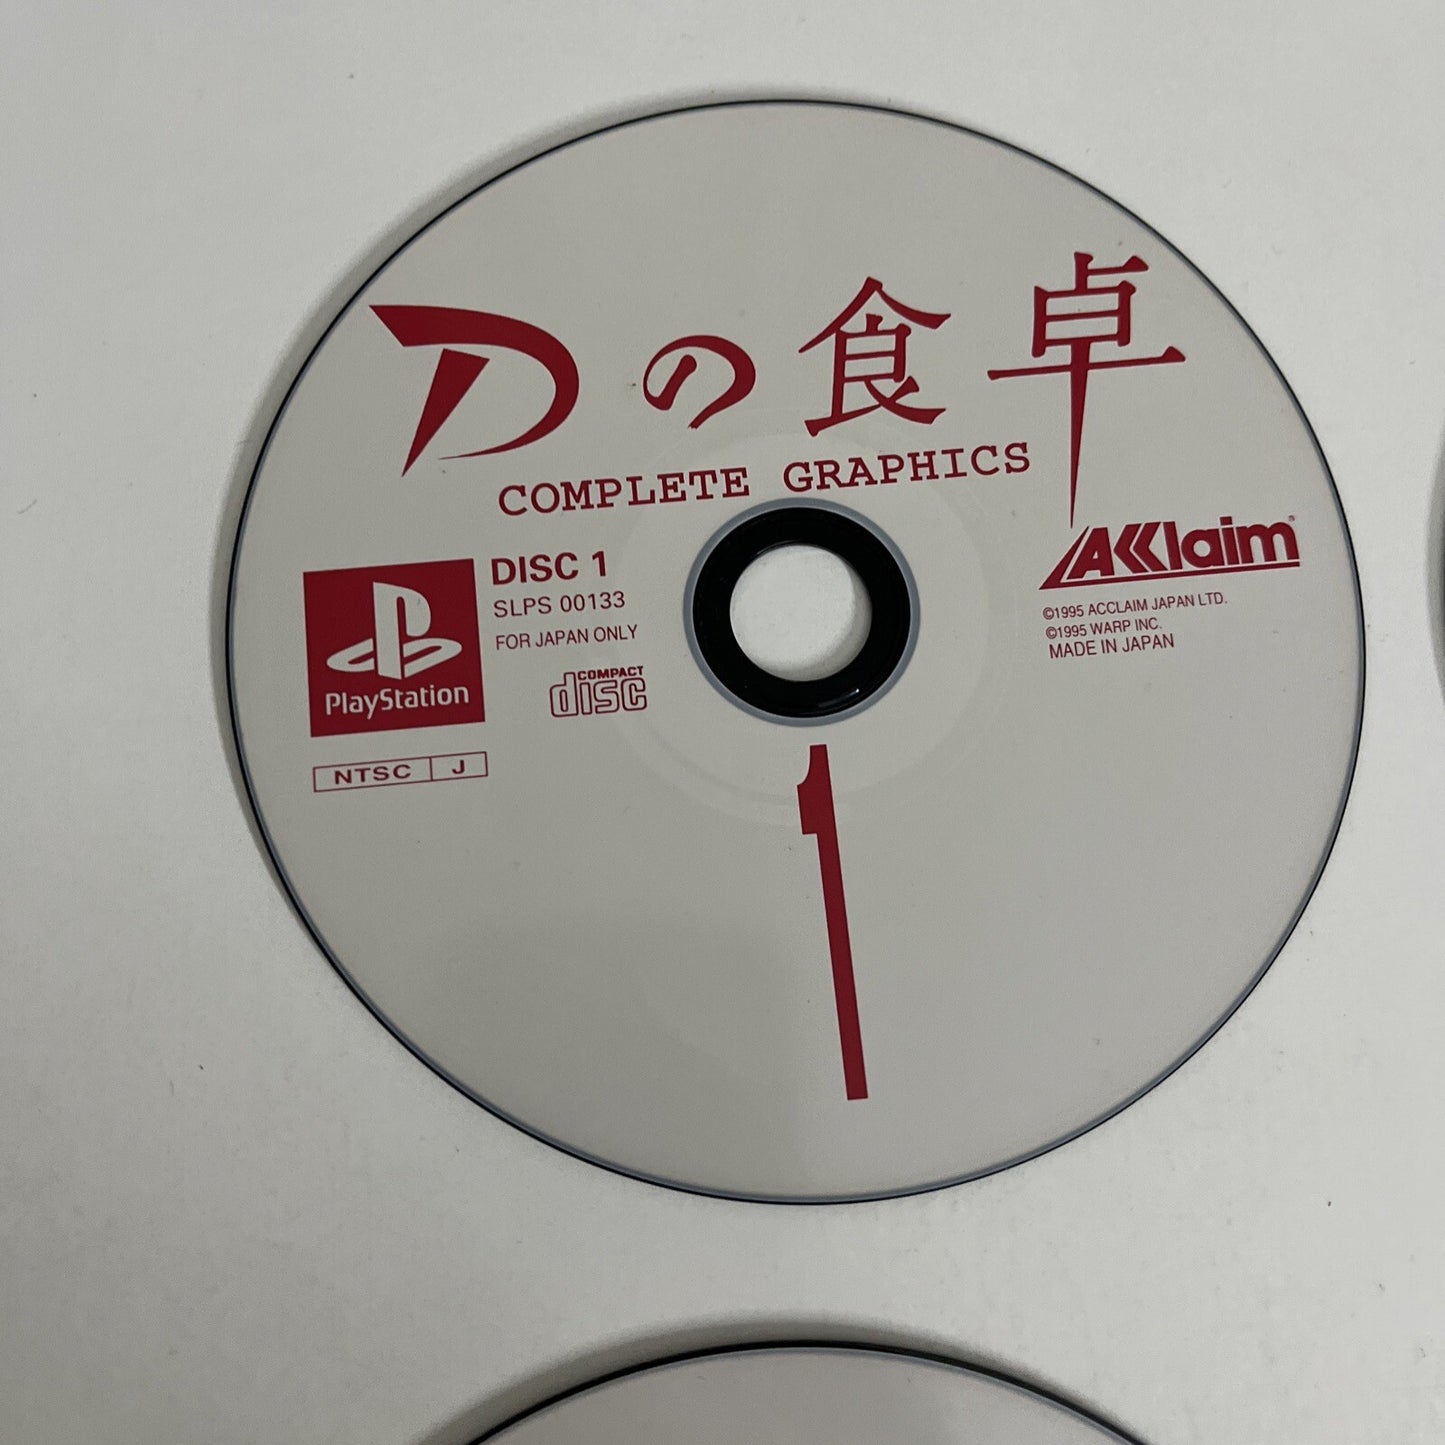 Dの食卓
COMPLETE GRAPHICS
DISC 1
SLPS 00133
FOR JAPAN ONLY
COMPACT
disc
PlayStation
NTSC J
AKKlaim®
©1995 ACCLAIM JAPAN LTD.
©1995 WARP INC.
MADE IN JAPAN
1